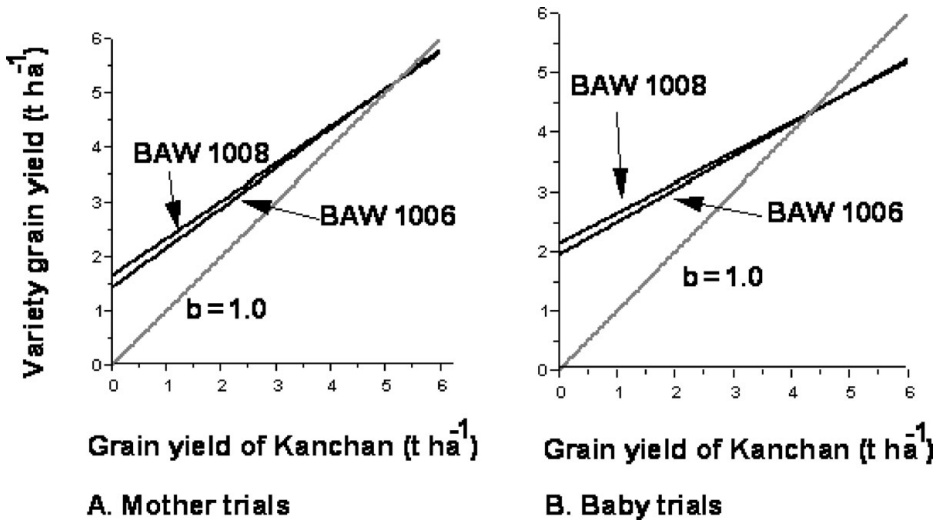 Variety grain yield (t ha⁻¹)
6
5
4
3
2
1
0
BAW 1008
BAW 1006
b = 1.0
0 1 2 3 4 5 6
Grain yield of Kanchan (t ha⁻¹)
A. Mother trials
6
5
4
3
2
1
0
BAW 1008
BAW 1006
b = 1.0
0 1 2 3 4 5 6
Grain yield of Kanchan (t ha⁻¹)
B. Baby trials